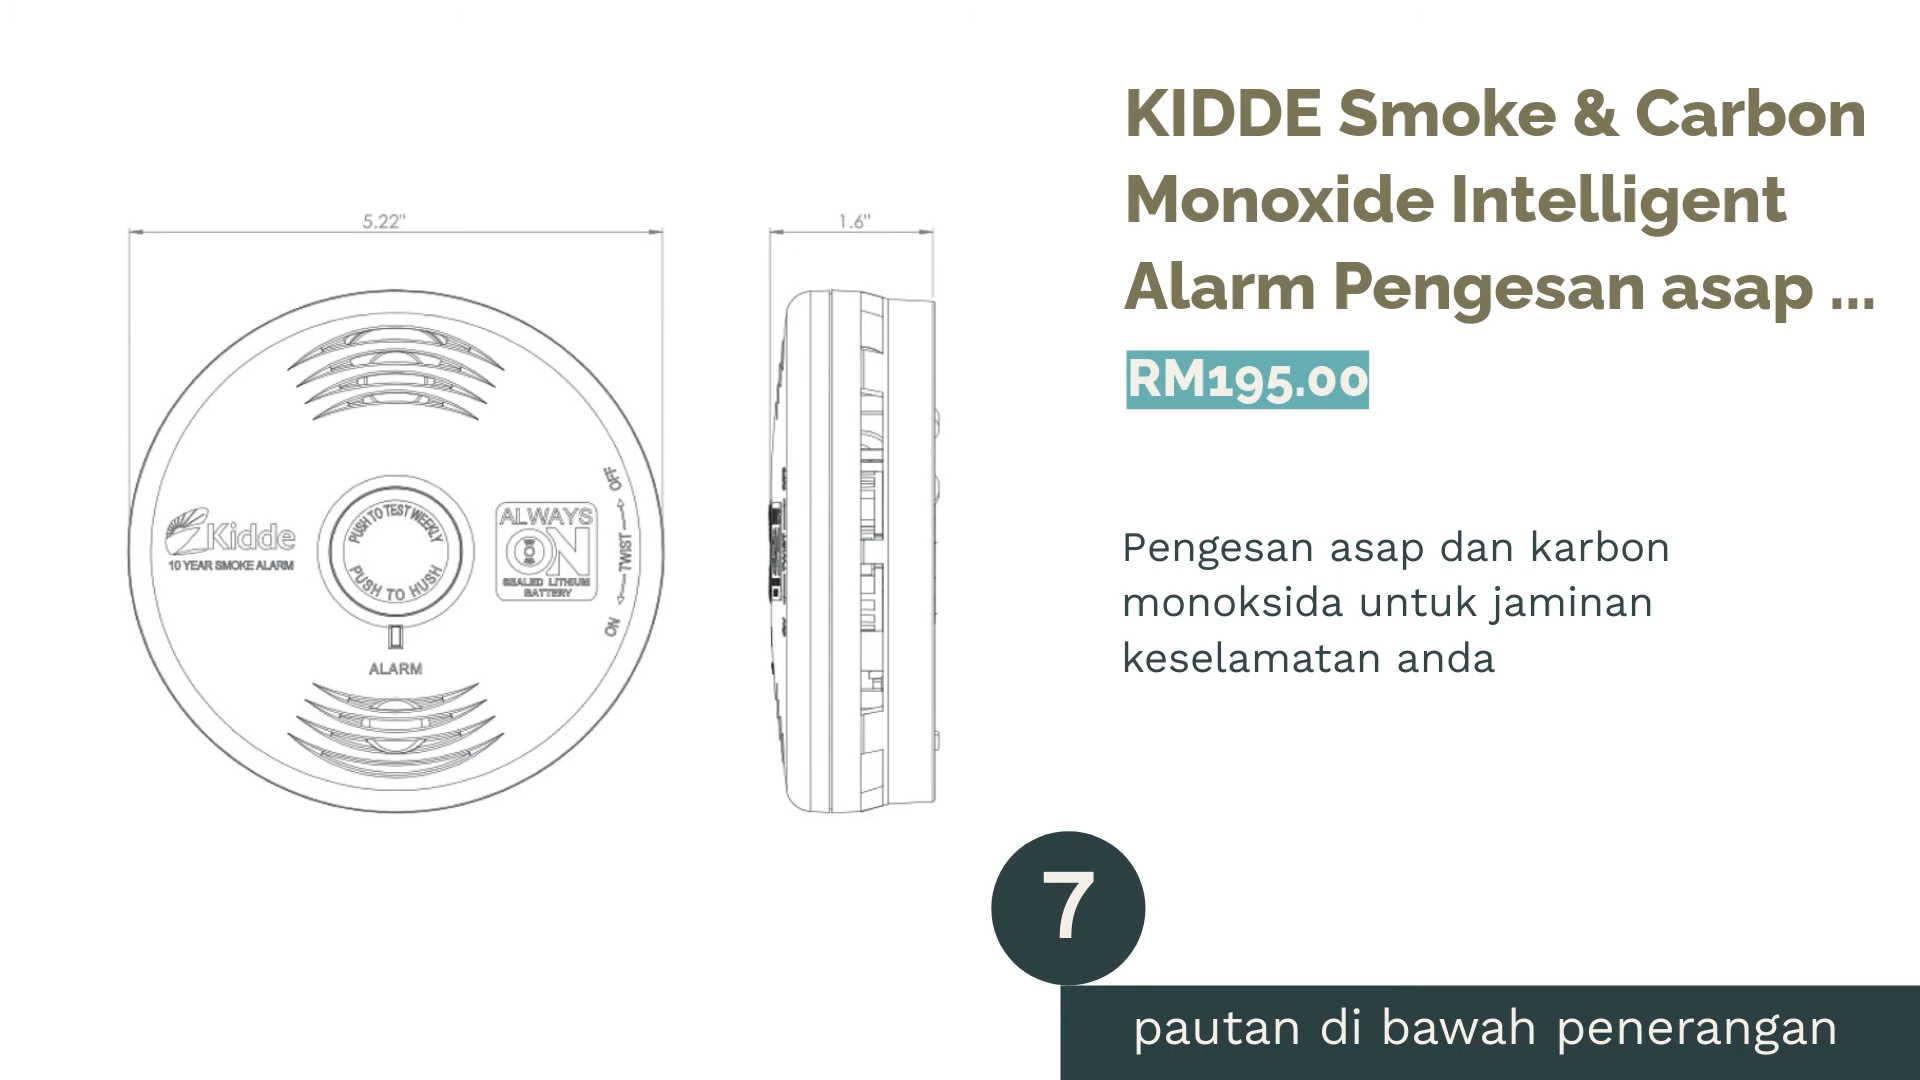 KIDDE Smoke & Carbon
Monoxide Intelligent
Alarm Pengesan asap ...
RM195.00
Pengesan asap dan karbon
monoksida untuk jaminan
keselamatan anda
5.22"
1.6"
Kidde
10 YEAR SMOKE ALARM
PUSH TO TEST WEEKLY
PUSH TO HUSH
ALWAYS
ON
SEALED LITHIUM
BATTERY
OFF
TWIST
ON
ALARM
7
pautan di bawah penerangan